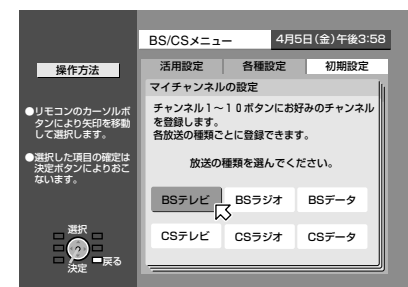 BS/CSメニュー
4月5日(金)午後3:58
操作方法
活用設定
各種設定
初期設定
マイチャンネルの設定
●リモコンのカーソルボ
タンにより矢印を移動
して選択します。
●選択した項目の確定は
決定ボタンによりおこ
ないます。
チャンネル1~10ボタンにお好みのチャンネル
を登録します。
各放送の種類ごとに登録できます。
放送の種類を選んでください。
BSテレビ
BSラジオ
BSデータ
CSテレビ
CSラジオ
CSデータ
選択
戻る
決定